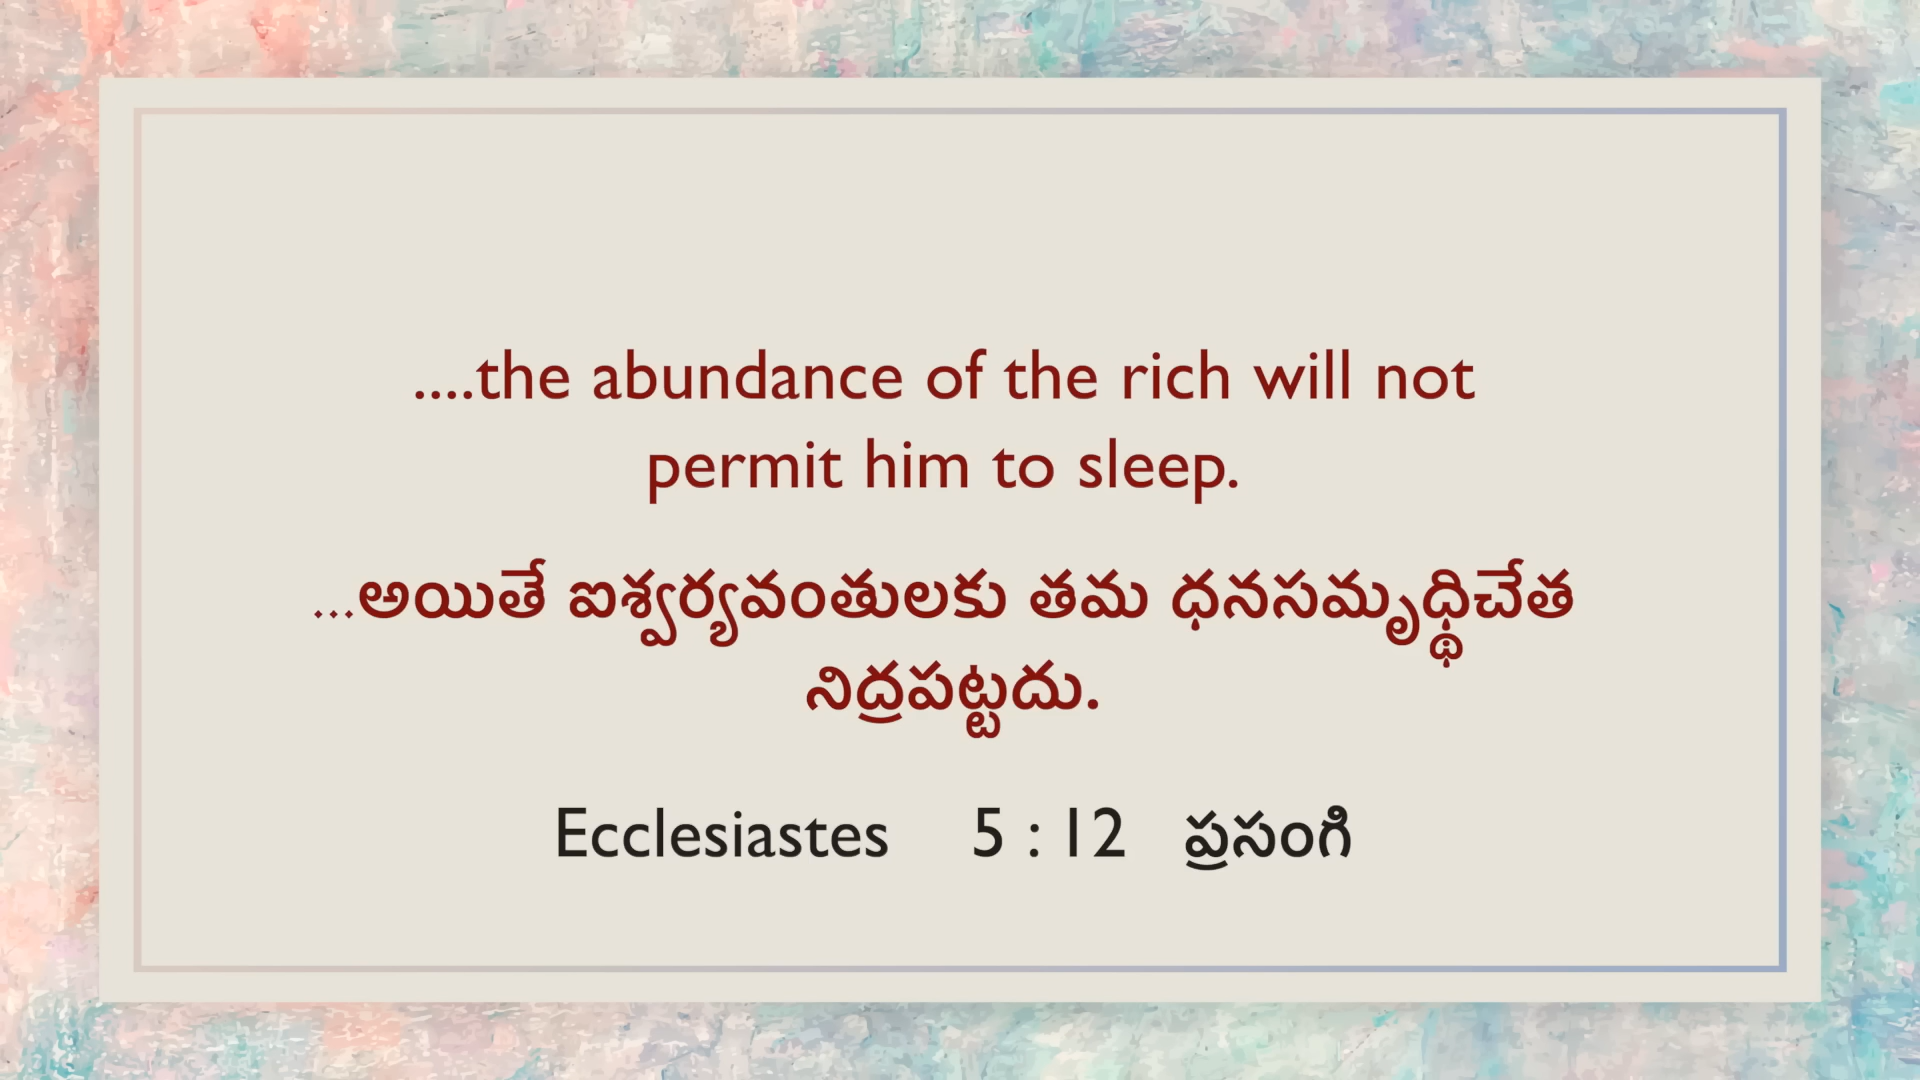 ....the abundance of the rich will not
permit him to sleep.
...అయితే ఐశ్వర్యవంతులకు తమ ధనసమృద్ధిచేత
నిద్రపట్టదు.
Ecclesiastes 5 : 12 ప్రసంగి